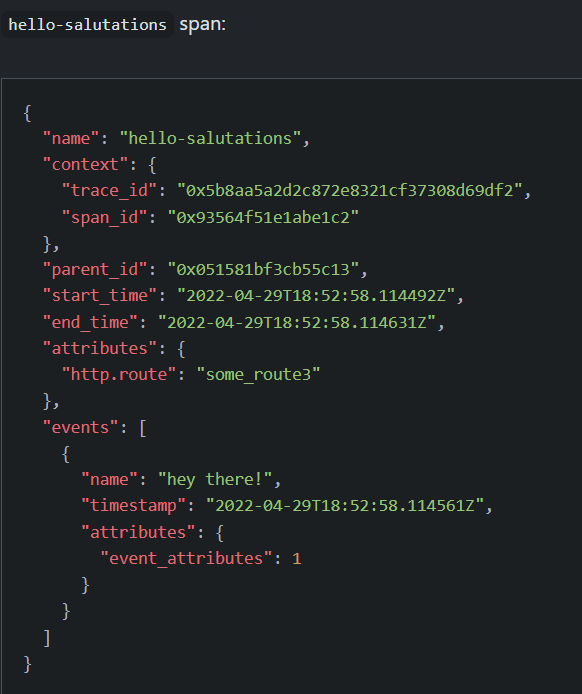 hello-salutations span:
{
  "name": "hello-salutations",
  "context": {
    "trace_id": "0x5b8aa5a2d2c872e8321cf37308d69df2",
    "span_id": "0x93564f51e1abe1c2"
  },
  "parent_id": "0x051581bf3cb55c13",
  "start_time": "2022-04-29T18:52:58.114492Z",
  "end_time": "2022-04-29T18:52:58.114631Z",
  "attributes": {
    "http.route": "some_route3"
  },
  "events": [
    {
      "name": "hey there!",
      "timestamp": "2022-04-29T18:52:58.114561Z",
      "attributes": {
        "event_attributes": 1
      }
    }
  ]
}